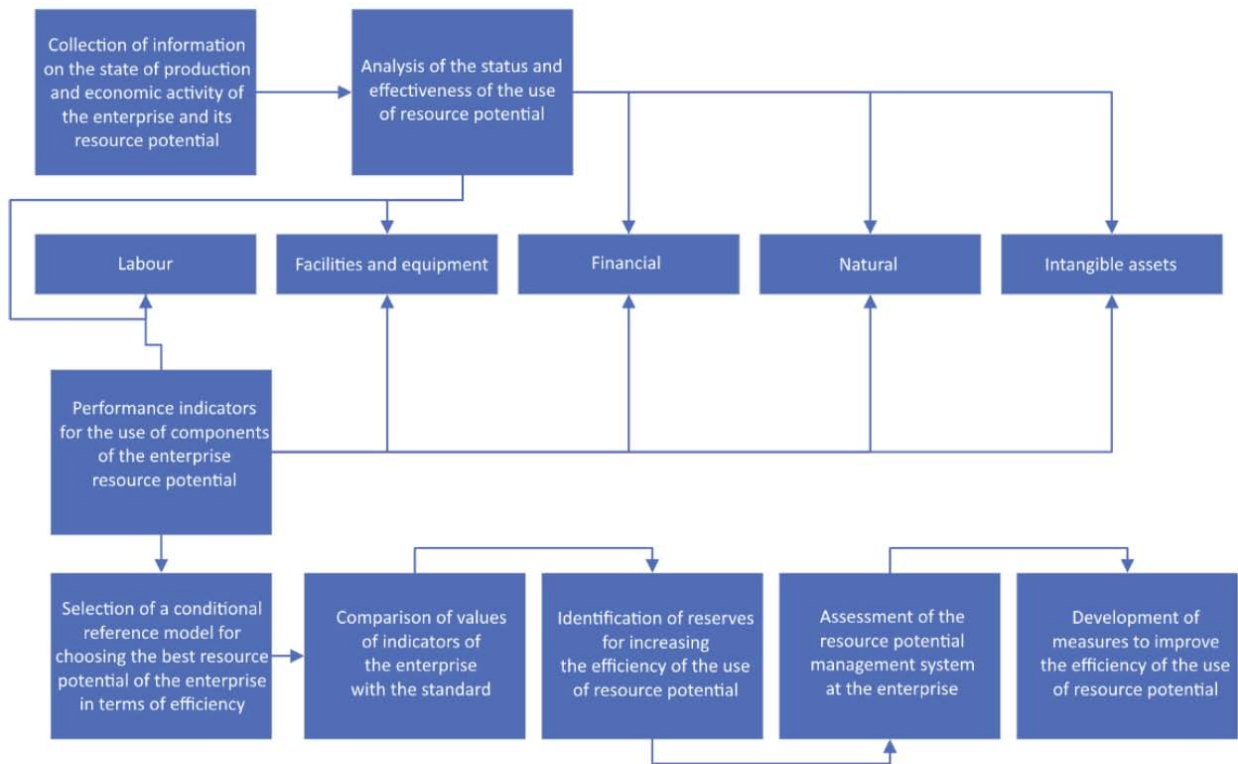 Collection of information
on the state of production
and economic activity of
the enterprise and its
resource potential
Analysis of the status and
effectiveness of the use
of resource potential
Labour
Facilities and equipment
Financial
Natural
Intangible assets
Performance indicators
for the use of components
of the enterprise
resource potential
Selection of a conditional
reference model for
choosing the best resource
potential of the enterprise
in terms of efficiency
Comparison of values
of indicators of
the enterprise
with the standard
Identification of reserves
for increasing
the efficiency of the use
of resource potential
Assessment of the
resource potential
management system
at the enterprise
Development of
measures to improve
the efficiency of the use
of resource potential